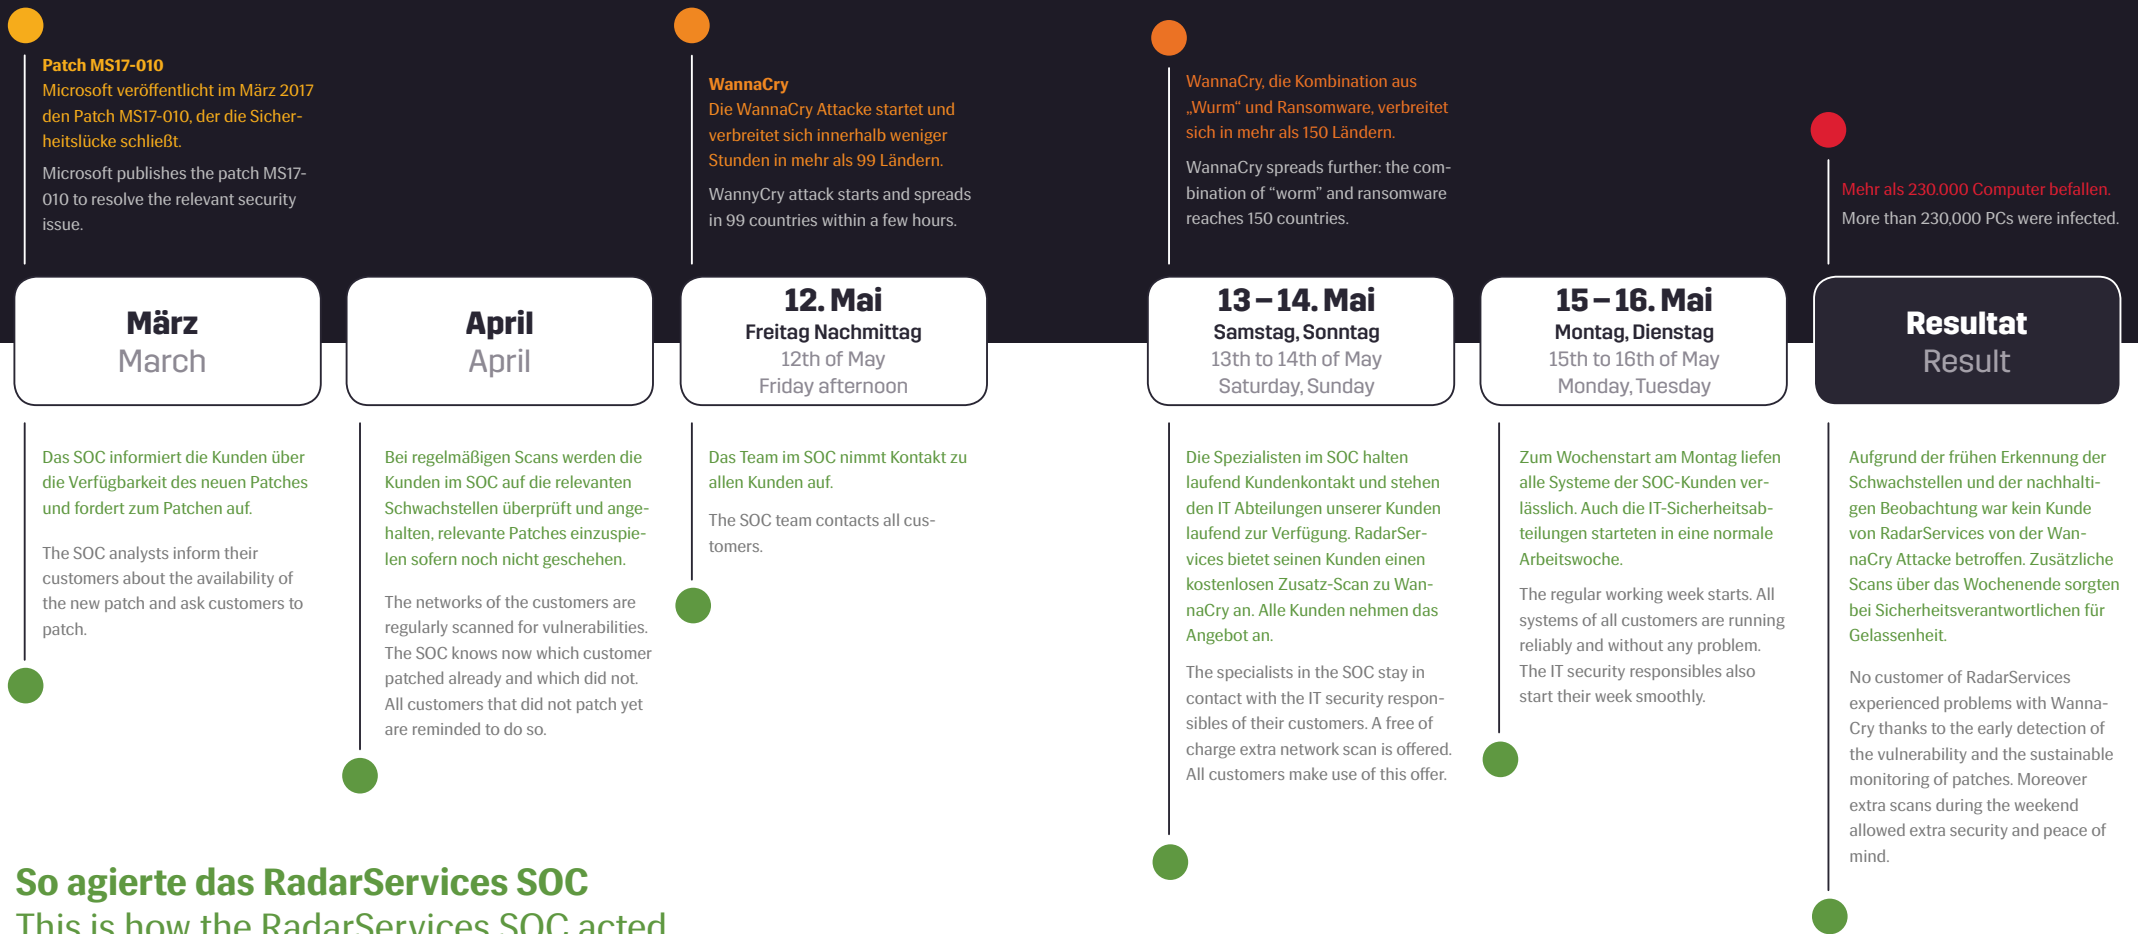 Patch MS17-010
Microsoft veröffentlicht im März 2017
den Patch MS17-010, der die Sicher-
heitslücke schließt.
Microsoft publishes the patch MS17-
010 to resolve the relevant security
issue.
WannaCry
Die WannaCry Attacke startet und
verbreitet sich innerhalb weniger
Stunden in mehr als 99 Ländern.
WannyCry attack starts and spreads
in 99 countries within a few hours.
WannaCry, die Kombination aus
„Wurm“ und Ransomware, verbreitet
sich in mehr als 150 Ländern.
WannaCry spreads further: the com-
bination of “worm” and ransomware
reaches 150 countries.
Mehr als 230.000 Computer befallen.
More than 230,000 PCs were infected.
März
March
April
April
12. Mai
Freitag Nachmittag
12th of May
Friday afternoon
13 – 14. Mai
Samstag, Sonntag
13th to 14th of May
Saturday, Sunday
15 – 16. Mai
Montag, Dienstag
15th to 16th of May
Monday, Tuesday
Resultat
Result
Das SOC informiert die Kunden über
die Verfügbarkeit des neuen Patches
und fordert zum Patchen auf.
The SOC analysts inform their
customers about the availability of
the new patch and ask customers to
patch.
Bei regelmäßigen Scans werden die
Kunden im SOC auf die relevanten
Schwachstellen überprüft und ange-
halten, relevante Patches einzuspie-
len sofern noch nicht geschehen.
The networks of the customers are
regularly scanned for vulnerabilities.
The SOC knows now which customer
patched already and which did not.
All customers that did not patch yet
are reminded to do so.
Das Team im SOC nimmt Kontakt zu
allen Kunden auf.
The SOC team contacts all cus-
tomers.
Die Spezialisten im SOC halten
laufend Kundenkontakt und stehen
den IT Abteilungen unserer Kunden
laufend zur Verfügung. RadarSer-
vices bietet seinen Kunden einen
kostenlosen Zusatz-Scan zu Wan-
naCry an. Alle Kunden nehmen das
Angebot an.
The specialists in the SOC stay in
contact with the IT security respon-
sibles of their customers. A free of
charge extra network scan is offered.
All customers make use of this offer.
Zum Wochenstart am Montag liefen
alle Systeme der SOC-Kunden ver-
lässlich. Auch die IT-Sicherheitsab-
teilungen starteten in eine normale
Arbeitswoche.
The regular working week starts. All
systems of all customers are running
reliably and without any problem.
The IT security responsibles also
start their week smoothly.
Aufgrund der frühen Erkennung der
Schwachstellen und der nachhalti-
gen Beobachtung war kein Kunde
von RadarServices von der Wan-
naCry Attacke betroffen. Zusätzliche
Scans über das Wochenende sorgten
bei Sicherheitsverantwortlichen für
Gelassenheit.
No customer of RadarServices
experienced problems with Wanna-
Cry thanks to the early detection of
the vulnerability and the sustainable
monitoring of patches. Moreover
extra scans during the weekend
allowed extra security and peace of
mind.
So agierte das RadarServices SOC
This is how the RadarServices SOC acted